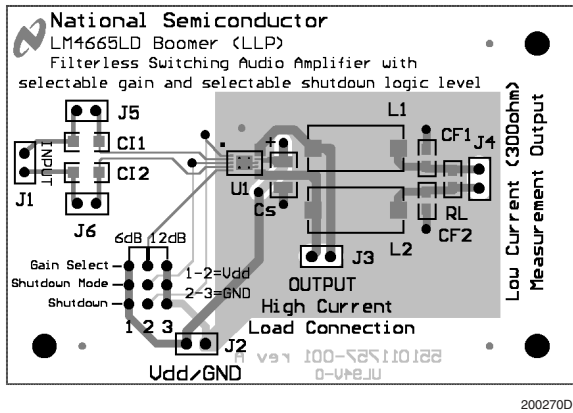 National Semiconductor
LM4665LD Boomer (LLP)
Filterless Switching Audio Amplifier with
selectable gain and selectable shutdown logic level
J5
L1
CF1
J4
CI1
INPUT
CI2
J1
J6
+
U1
Cs
L2
RL
CF2
J3
OUTPUT
High Current
Load Connection
Low Current (300ohm)
Measurement Output
6dB 12dB
Gain Select
Shutdown Mode
Shutdown
1-2=Vdd
2-3=GND
1 2 3
J2
Vdd/GND
551011757-001 rev A
UL94V-0
200270D